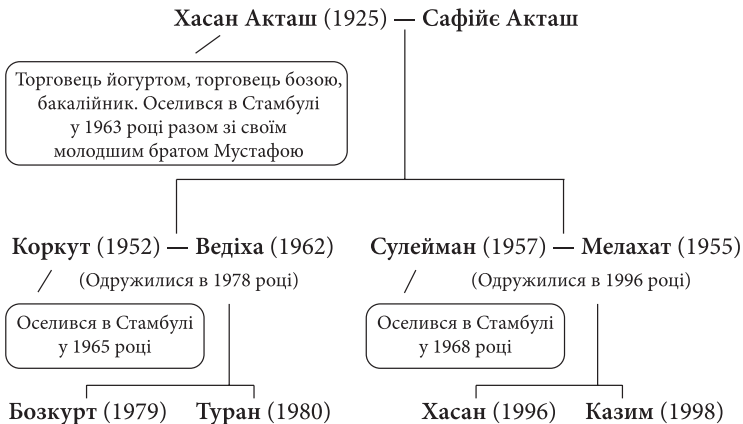 Хасан Акташ (1925) — Сафійє Акташ
Торговець йогуртом, торговець бозою,
бакалійник. Оселився в Стамбулі
у 1963 році разом зі своїм
молодшим братом Мустафою
Коркут (1952) — Ведіха (1962)
(Одружилися в 1978 році)
Оселився в Стамбулі
у 1965 році
Бозкурт (1979) Туран (1980)
Сулейман (1957) — Мелахат (1955)
(Одружилися в 1996 році)
Оселився в Стамбулі
у 1968 році
Хасан (1996) Казим (1998)